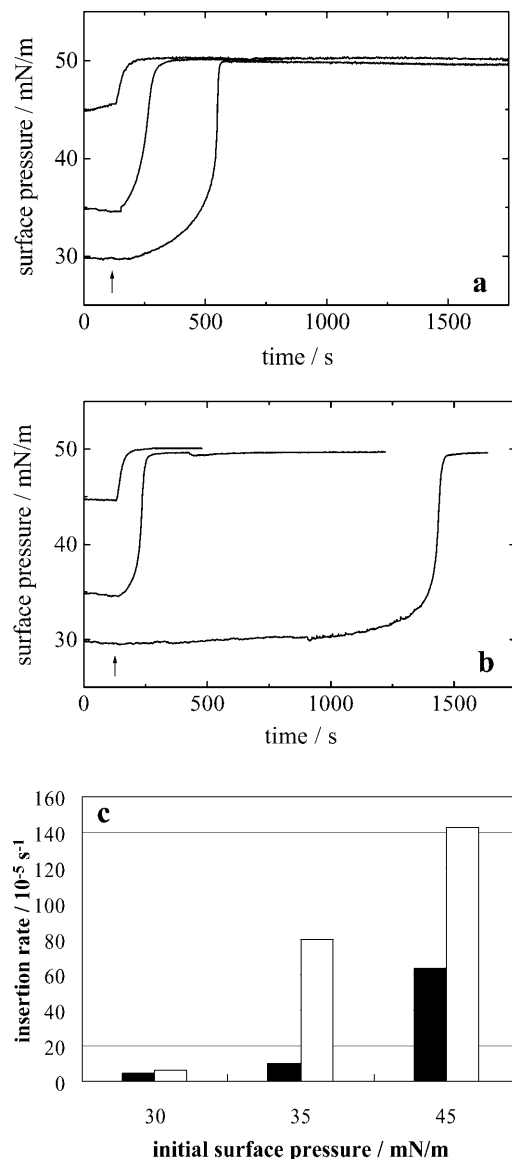 50
40
30
surface pressure / mN/m
a
0 500 1000 1500
time / s
50
40
30
surface pressure / mN/m
b
0 500 1000 1500
time / s
160
140
120
100
80
60
40
20
0
insertion rate / 10⁻⁵ s⁻¹
c
30 35 45
initial surface pressure / mN/m